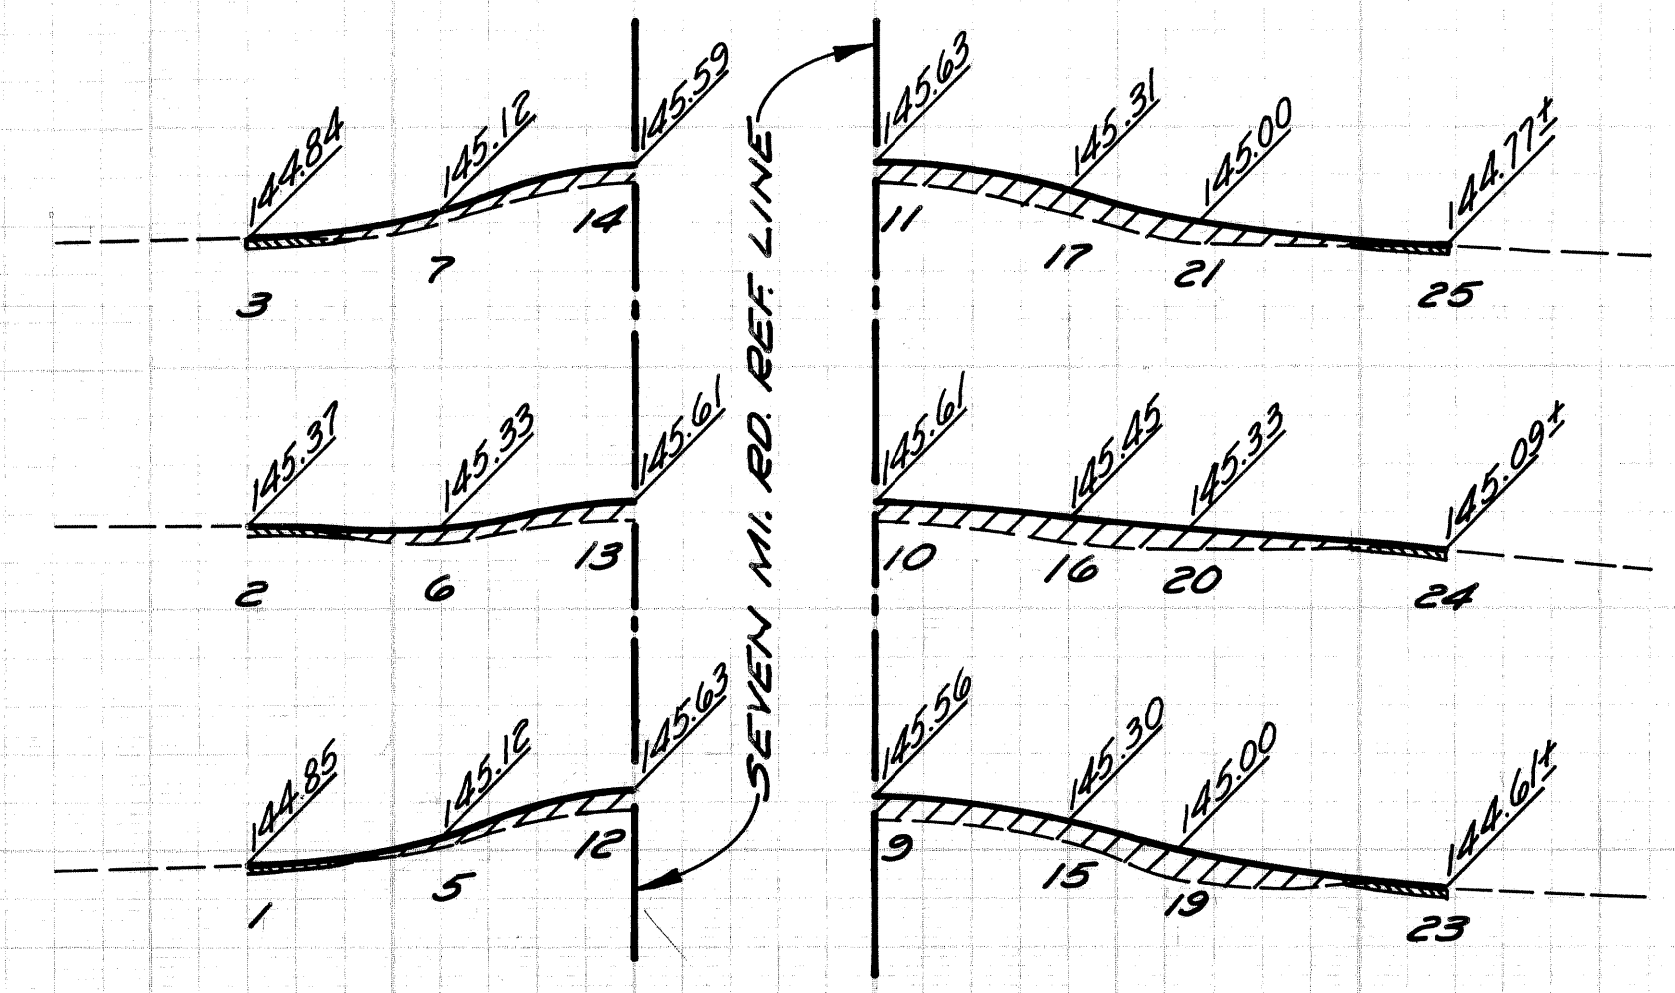 144.84 145.12 145.59 145.63 145.31 145.00 144.77±
3 7 14 11 17 21 25
SEVEN MI. RD. REF. LINE
145.37 145.33 145.61 145.61 145.45 145.33 145.09±
2 6 13 10 16 20 24
144.85 145.12 145.63 145.56 145.30 145.00 144.61±
1 5 12 9 15 19 23